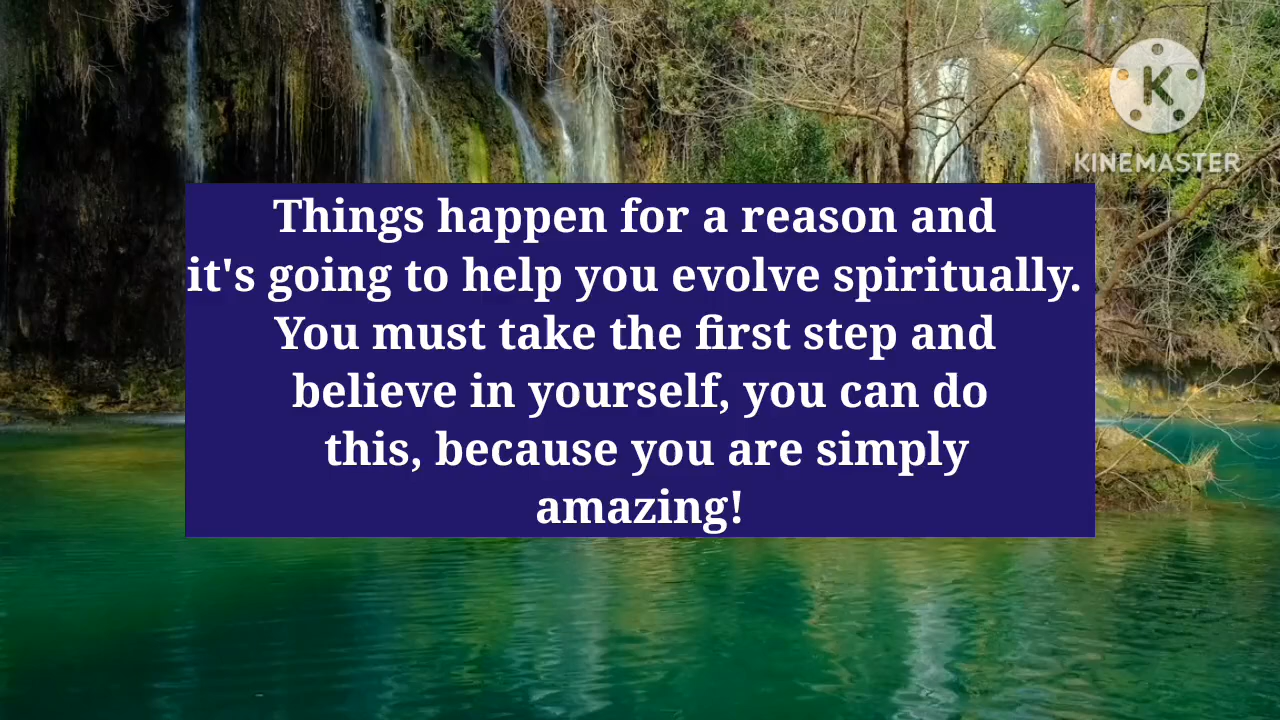 K
KINEMASTER
Things happen for a reason and
it's going to help you evolve spiritually.
You must take the first step and
believe in yourself, you can do
this, because you are simply
amazing!